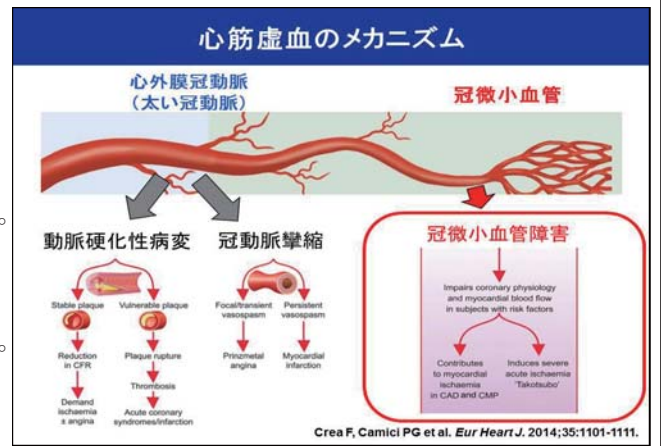 心筋虚血のメカニズム
心外膜冠動脈
(太い冠動脈)
冠微小血管
動脈硬化性病変
冠動脈攣縮
冠微小血管障害
Stable plaque
Vulnerable plaque
Reduction
in CFR
Plaque rupture
Demand
ischaemia
± angina
Thrombosis
Acute coronary
syndromes/infarction
Focal/transient
vasospasm
Persistent
vasospasm
Prinzmetal
angina
Myocardial
Infarction
Impairs coronary physiology
and myocardial blood flow
in subjects with risk factors
Contributes
to myocardial
ischaemia
in CAD and CMP
Induces severe
acute ischaemia
'Takotsubo'
Crea F, Camici PG et al. Eur Heart J. 2014;35:1101-1111.